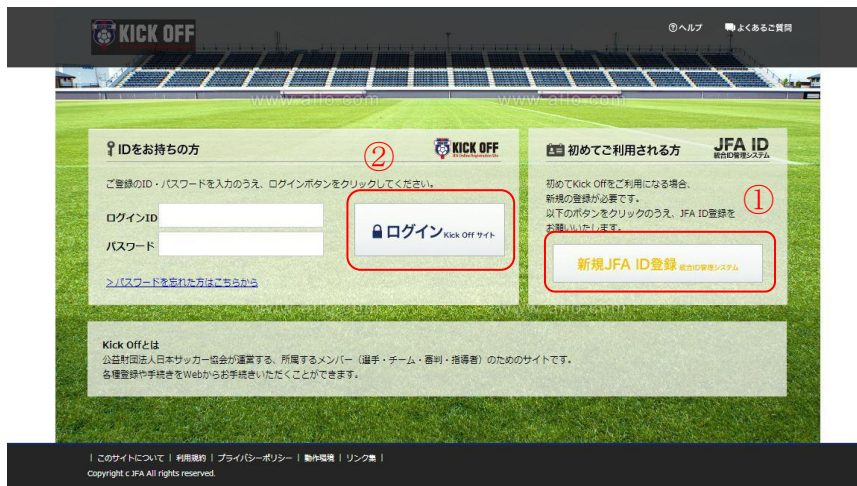 KICK OFF
ヘルプ
よくあるご質問
www.aflo.com
www.aflo.com
IDをお持ちの方
②
KICK OFF
ご登録のID・パスワードを入力のうえ、ログインボタンをクリックしてください。
ログインID
パスワード
ログイン Kick Off サイト
>パスワードを忘れた方はこちらから
初めてご利用される方
JFA ID
統合ID管理システム
初めてKick Offをご利用になる場合、
新規の登録が必要です。
以下のボタンをクリックのうえ、JFA ID登録を
お願いいたします。
①
新規JFA ID登録 統合ID管理システム
Kick Offとは
公益財団法人日本サッカー協会が運営する、所属するメンバー（選手・チーム・審判・指導者）のためのサイトです。
各種登録や手続きをWebからお手続きいただくことができます。
| このサイトについて | 利用規約 | プライバシーポリシー | 動作環境 | リンク集 |
Copyright c JFA All rights reserved.